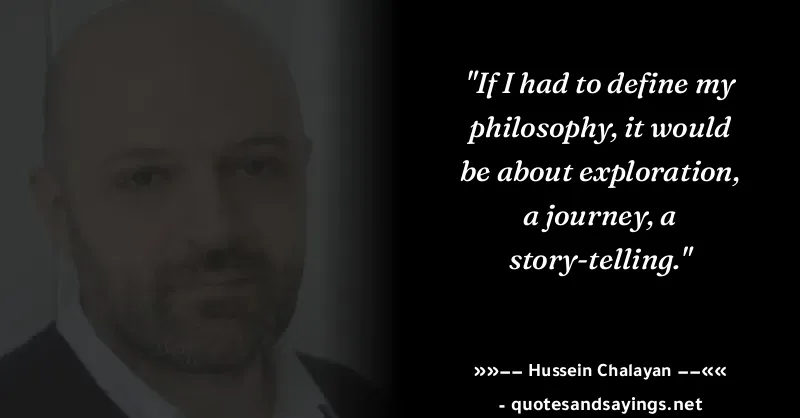 "If I had to define my
philosophy, it would
be about exploration,
a journey, a
story-telling."
»»−− Hussein Chalayan −−««
- quotesandsayings.net